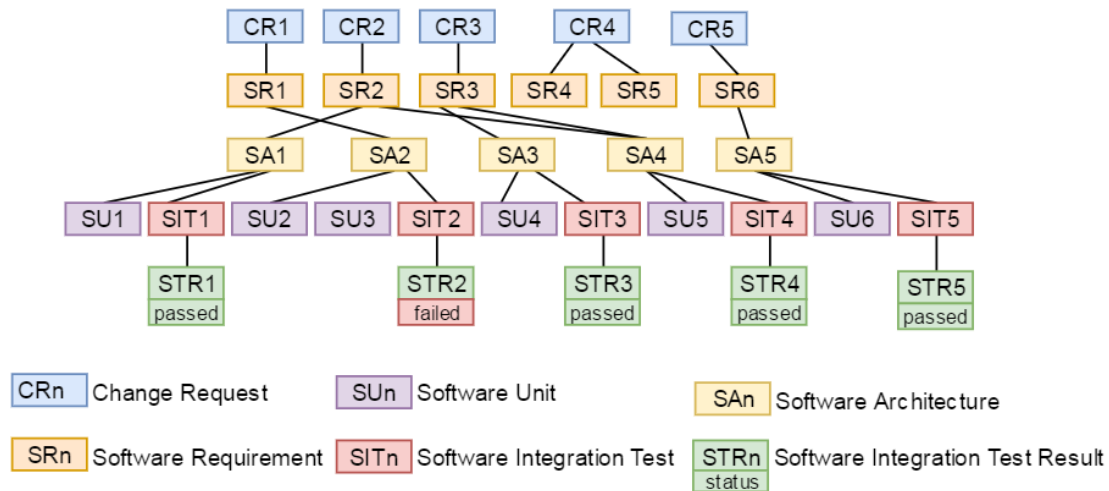 CR1 CR2 CR3 CR4 CR5
SR1 SR2 SR3 SR4 SR5 SR6
SA1 SA2 SA3 SA4 SA5
SU1 SIT1 SU2 SU3 SIT2 SU4 SIT3 SU5 SIT4 SU6 SIT5
STR1 STR2 STR3 STR4 STR5
passed failed passed passed passed
CRn Change Request SUn Software Unit SAn Software Architecture
SRn Software Requirement SITn Software Integration Test STRn Software Integration Test Result
status